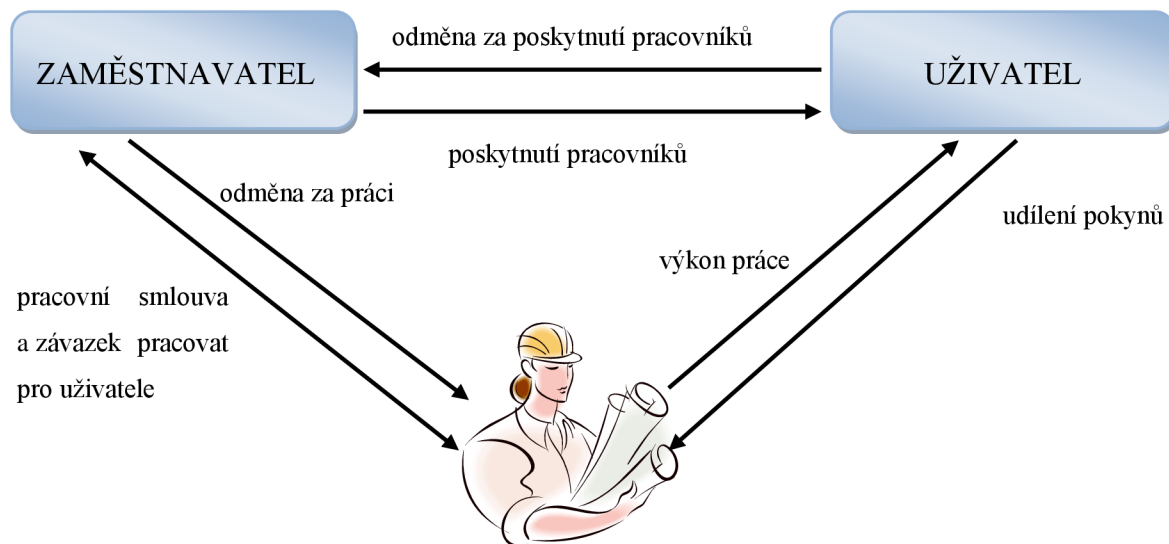 odměna za poskytnutí pracovníků
ZAMĚSTNAVATEL
UŽIVATEL
poskytnutí pracovníků
odměna za práci
udílení pokynů
výkon práce
pracovní smlouva
a závazek pracovat
pro uživatele